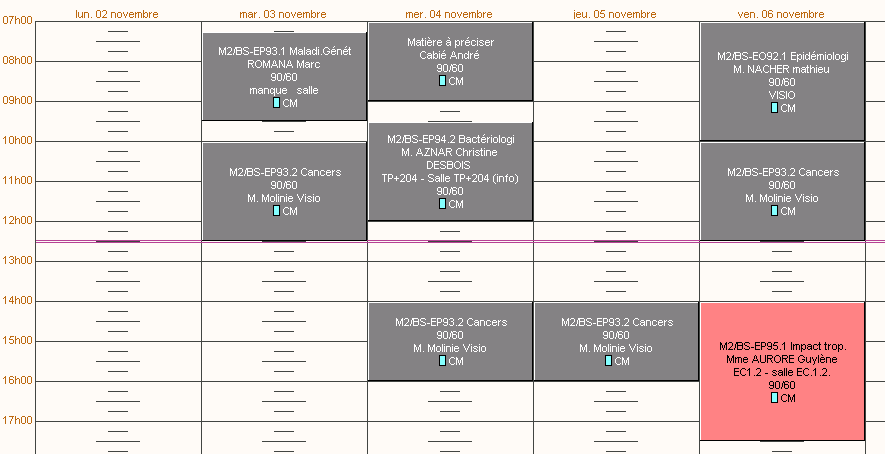 lun. 02 novembre
mar. 03 novembre
mer. 04 novembre
jeu. 05 novembre
ven. 06 novembre
07h00
08h00
09h00
10h00
11h00
12h00
13h00
14h00
15h00
16h00
17h00
M2/BS-EP93.1 Maladi.Génét
ROMANA Marc
90/60
manque salle
CM
M2/BS-EP93.2 Cancers
90/60
M. Molinie Visio
CM
Matière à préciser
Cabié André
90/60
CM
M2/BS-EP94.2 Bactériologi
M. AZNAR Christine
DESBOIS
TP+204 - Salle TP+204 (info)
90/60
CM
M2/BS-EP93.2 Cancers
90/60
M. Molinie Visio
CM
M2/BS-EP93.2 Cancers
90/60
M. Molinie Visio
CM
M2/BS-EO92.1 Epidémiologi
M. NACHER mathieu
90/60
VISIO
CM
M2/BS-EP93.2 Cancers
90/60
M. Molinie Visio
CM
M2/BS-EP95.1 Impact trop.
Mme AURORE Guylène
EC1.2 - salle EC.1.2.
90/60
CM